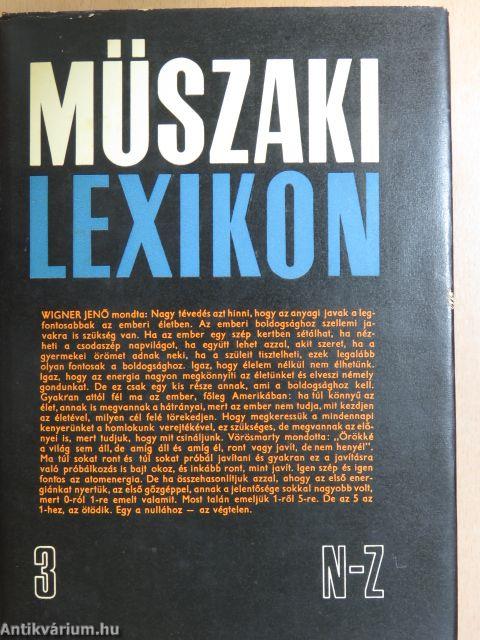 MŰSZAKI
LEXIKON
WIGNER JENŐ mondta: Nagy tévedés azt hinni, hogy az anyagi javak a leg-
fontosabbak az emberi életben. Az emberi boldogsághoz szellemi ja-
vakra is szükség van. Ha az ember egy szép kertben sétálhat, ha néz-
heti a csodaszép napvilágot, ha együtt lehet azzal, akit szeret, ha a
gyermekei örömet adnak neki, ha a szüleit tisztelheti, ezek legalább
olyan fontosak a boldogsághoz. Igaz, hogy élelem nélkül nem élhetünk.
Igaz, hogy az energia nagyon megkönnyíti az életünket és elveszi némely
gondunkat. De ez csak egy kis része annak, ami a boldogsághoz kell.
Gyakran attól fél ma az ember, főleg Amerikában: ha túl könnyű az
élet, annak is megvannak a hátrányai, mert az ember nem tudja, mit kezdjen
az életével, milyen cél felé törekedjen. Hogy megkeressük a mindennapi
kenyerünket a homlokunk verejtékével, ez szükséges, de megvannak az elő-
nyei is, mert tudjuk, hogy mit csináljunk. Vörösmarty mondotta: „Örökké
a világ sem áll, de amíg áll és amíg él, ront vagy javít, de nem henyél"
Ma túl sokat ront és túl sokat próbál javítani és gyakran ez a javításra
való próbálkozás is bajt okoz, és inkább ront, mint javít. Igen szép és igen
fontos az atomenergia. De ha összehasonlítjuk azzal, ahogy az első ener-
giánkat nyertük, az első gőzgéppel, annak a jelentősége sokkal nagyobb volt,
mert 0-ról 1-re emelt valamit. Most talán emeljük 1-ről 5-re. De az 5 az
1-hez, az ötödik. Egy a nullához — az végtelen.
3 N-Z
Antikvárium.hu